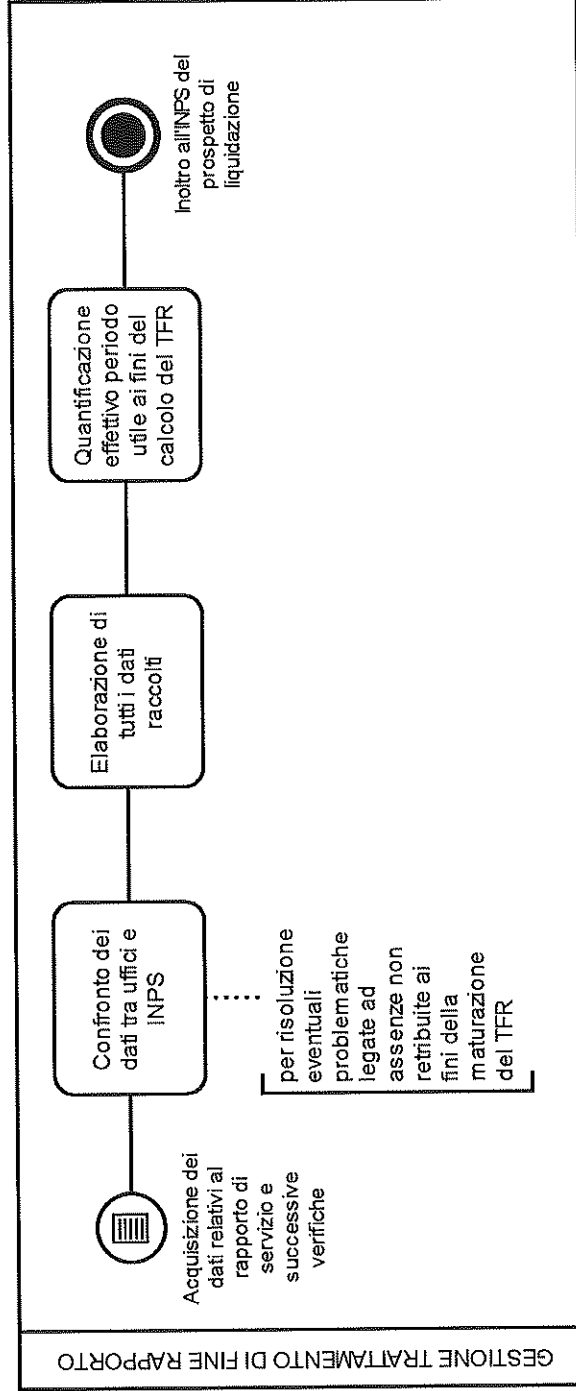 GESTIONE TRATTAMENTO DI FINE RAPPORTO
Acquisizione dei
dati relativi al
rapporto di
servizio e
successive
verifiche
Confronto dei
dati tra uffici e
INPS
per risoluzione
eventuali
problematiche
legate ad
assenze non
retribuite ai
fini della
maturazione
del TFR
Elaborazione di
tutti i dati
raccolti
Quantificazione
effettivo periodo
utile ai fini del
calcolo del TFR
Inoltro all'INPS del
prospetto di
liquidazione